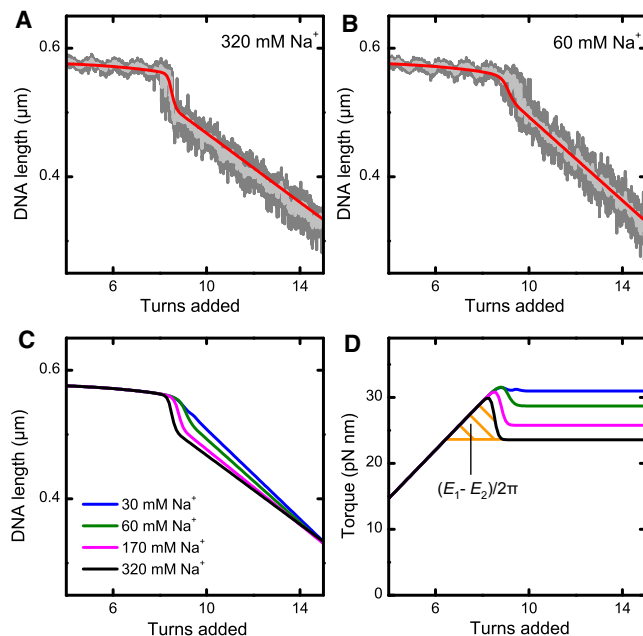 A
320 mM Na⁺
0.6
0.4
DNA length (μm)
6
10
14
Turns added
B
60 mM Na⁺
0.6
0.4
DNA length (μm)
6
10
14
Turns added
C
0.6
0.4
DNA length (μm)
30 mM Na⁺
60 mM Na⁺
170 mM Na⁺
320 mM Na⁺
6
10
14
Turns added
D
30
20
10
0
Torque (pN nm)
(E₁- E₂)/2π
6
10
14
Turns added